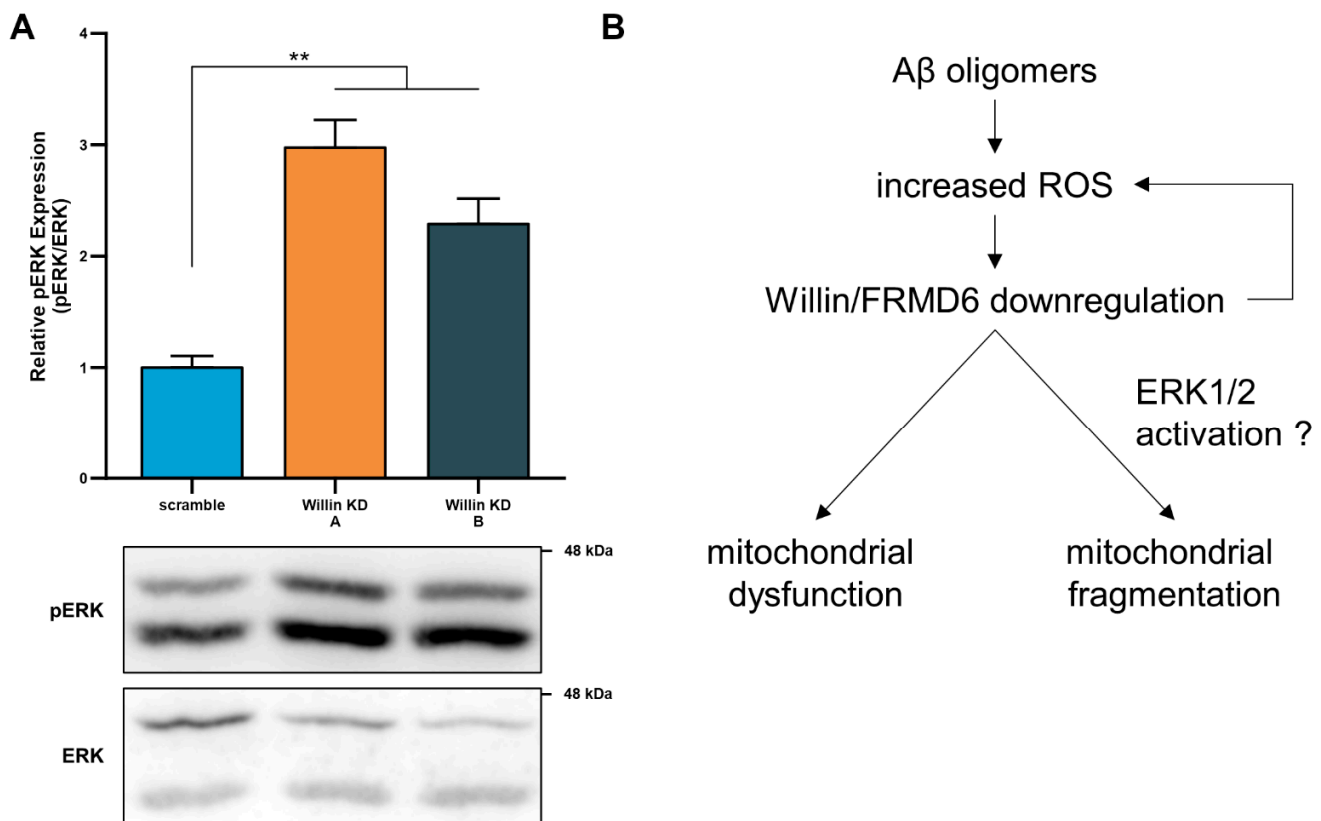 A
4
3
2
1
0
Relative pERK Expression
(pERK/ERK)
**
scramble
Willin KD
A
Willin KD
B
48 kDa
pERK
48 kDa
ERK
B
Aβ oligomers
increased ROS
Willin/FRMD6 downregulation
ERK1/2
activation ?
mitochondrial
dysfunction
mitochondrial
fragmentation